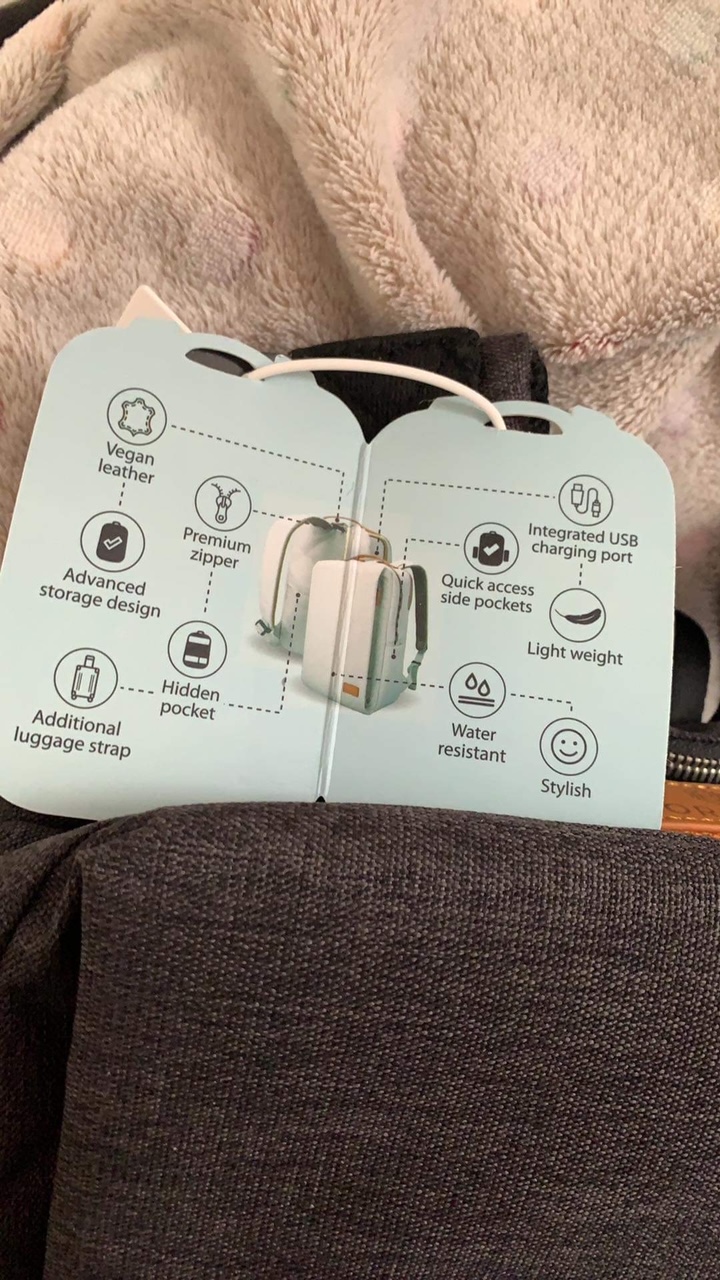 Vegan
leather
Premium
zipper
Advanced
storage design
Hidden
pocket
Additional
luggage strap
Integrated USB
charging port
Quick access
side pockets
Light weight
Water
resistant
Stylish